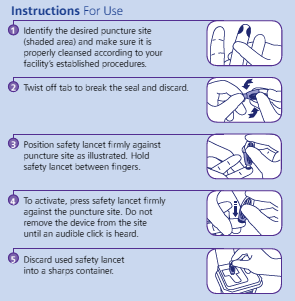 Instructions For Use
1 Identify the desired puncture site
(shaded area) and make sure it is
properly cleansed according to your
facility's established procedures.
2 Twist off tab to break the seal and discard.
3 Position safety lancet firmly against
puncture site as illustrated. Hold
safety lancet between fingers.
4 To activate, press safety lancet firmly
against the puncture site. Do not
remove the device from the site
until an audible click is heard.
5 Discard used safety lancet
into a sharps container.